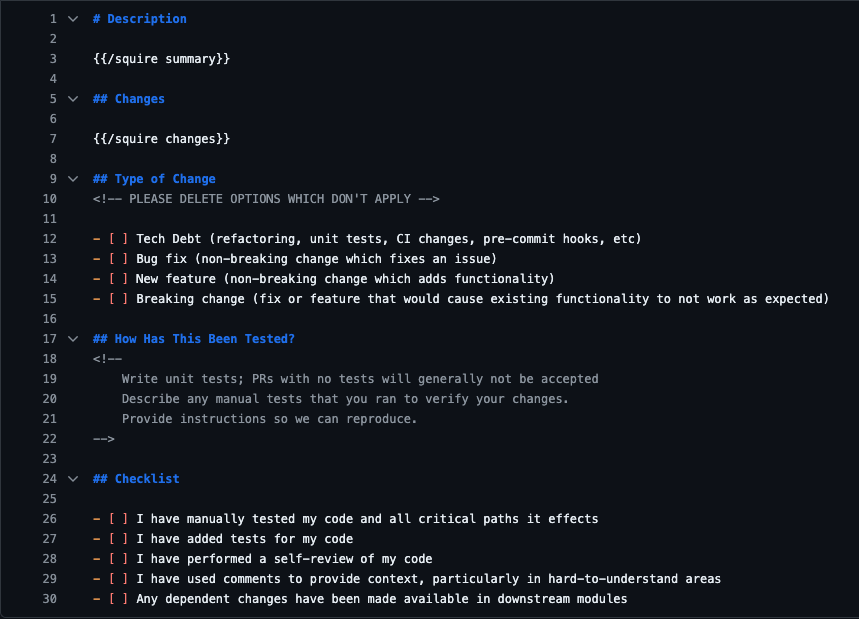 1 # Description
2
3 {{/squire summary}}
4
5 ## Changes
6
7 {{/squire changes}}
8
9 ## Type of Change
10 <!-- PLEASE DELETE OPTIONS WHICH DON'T APPLY -->
11
12 - [ ] Tech Debt (refactoring, unit tests, CI changes, pre-commit hooks, etc)
13 - [ ] Bug fix (non-breaking change which fixes an issue)
14 - [ ] New feature (non-breaking change which adds functionality)
15 - [ ] Breaking change (fix or feature that would cause existing functionality to not work as expected)
16
17 ## How Has This Been Tested?
18 <!--
19 Write unit tests; PRs with no tests will generally not be accepted
20 Describe any manual tests that you ran to verify your changes.
21 Provide instructions so we can reproduce.
22 -->
23
24 ## Checklist
25
26 - [ ] I have manually tested my code and all critical paths it effects
27 - [ ] I have added tests for my code
28 - [ ] I have performed a self-review of my code
29 - [ ] I have used comments to provide context, particularly in hard-to-understand areas
30 - [ ] Any dependent changes have been made available in downstream modules